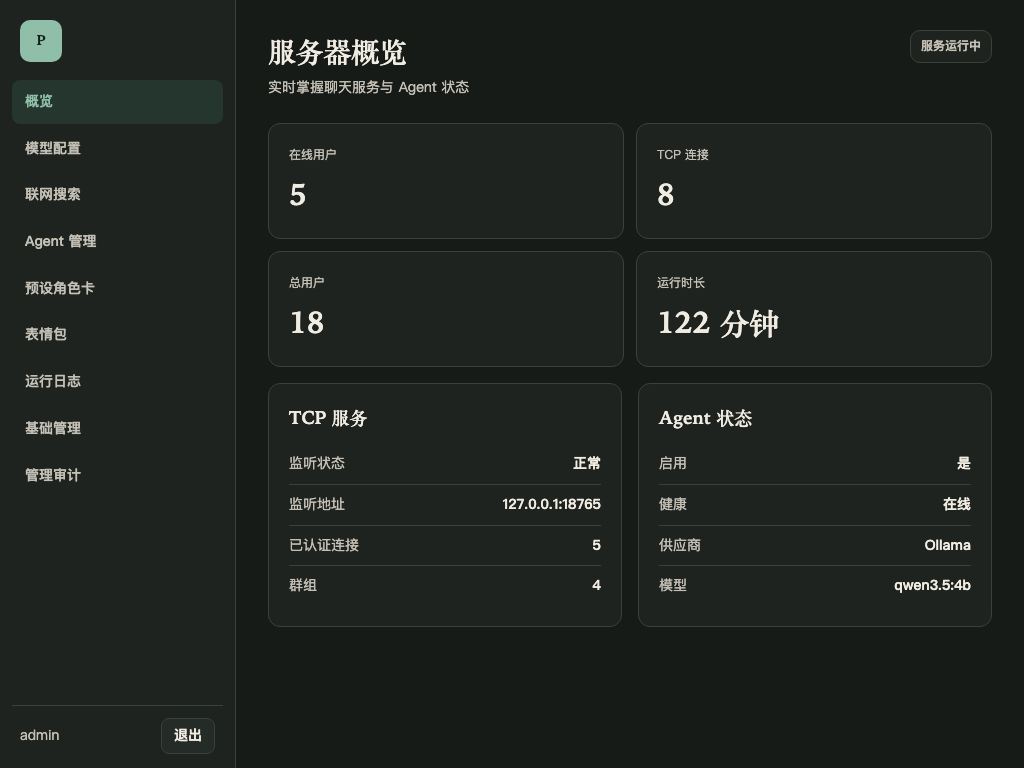 P
概览
模型配置
联网搜索
Agent 管理
预设角色卡
表情包
运行日志
基础管理
管理审计
admin
退出
服务器概览
实时掌握聊天服务与 Agent 状态
服务运行中
在线用户
5
TCP 连接
8
总用户
18
运行时长
122 分钟
TCP 服务
监听状态 正常
监听地址 127.0.0.1:18765
已认证连接 5
群组 4
Agent 状态
启用 是
健康 在线
供应商 Ollama
模型 qwen3.5:4b